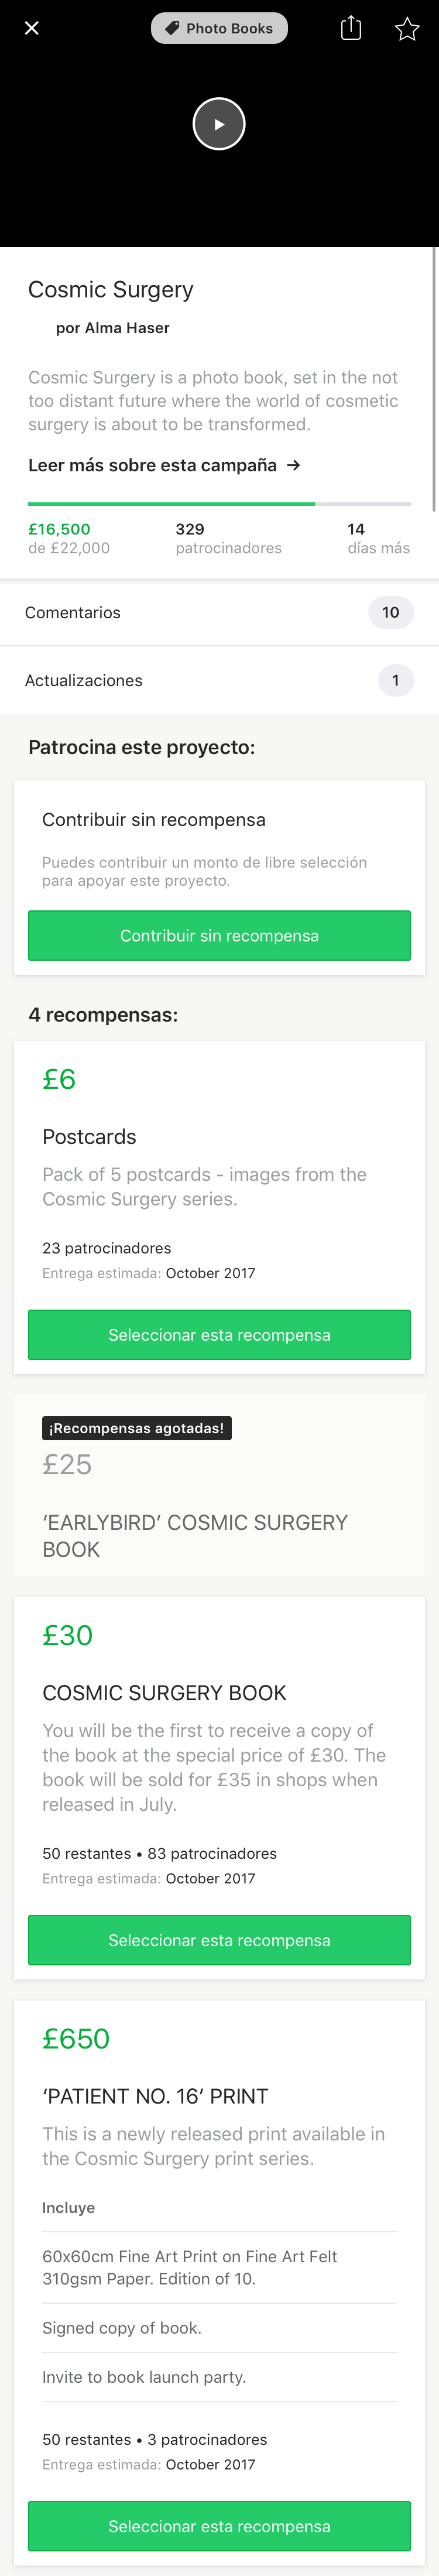 Photo Books
Cosmic Surgery
por Alma Haser
Cosmic Surgery is a photo book, set in the not
too distant future where the world of cosmetic
surgery is about to be transformed.
Leer más sobre esta campaña →
£16,500
de £22,000
329
patrocinadores
14
días más
Comentarios
10
Actualizaciones
1
Patrocina este proyecto:
Contribuir sin recompensa
Puedes contribuir un monto de libre selección
para apoyar este proyecto.
Contribuir sin recompensa
4 recompensas:
£6
Postcards
Pack of 5 postcards - images from the
Cosmic Surgery series.
23 patrocinadores
Entrega estimada: October 2017
Seleccionar esta recompensa
¡Recompensas agotadas!
£25
‘EARLYBIRD’ COSMIC SURGERY
BOOK
£30
COSMIC SURGERY BOOK
You will be the first to receive a copy of
the book at the special price of £30. The
book will be sold for £35 in shops when
released in July.
50 restantes • 83 patrocinadores
Entrega estimada: October 2017
Seleccionar esta recompensa
£650
‘PATIENT NO. 16’ PRINT
This is a newly released print available in
the Cosmic Surgery print series.
Incluye
60x60cm Fine Art Print on Fine Art Felt
310gsm Paper. Edition of 10.
Signed copy of book.
Invite to book launch party.
50 restantes • 3 patrocinadores
Entrega estimada: October 2017
Seleccionar esta recompensa